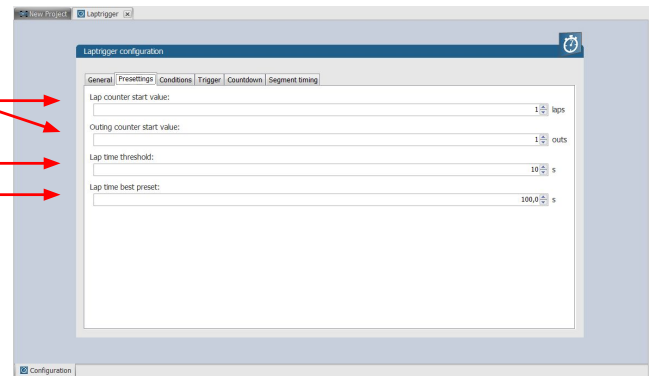 New Project Laptrigger
Laptrigger configuration
General Presettings Conditions Trigger Countdown Segment timing
Lap counter start value:
1 laps
Outing counter start value:
1 outs
Lap time threshold:
10 s
Lap time best preset:
100,0 s
Configuration